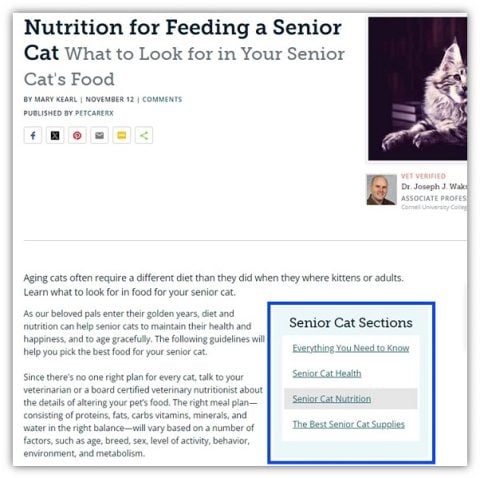 Nutrition for Feeding a Senior
Cat What to Look for in Your Senior
Cat's Food
BY MARY KEARL | NOVEMBER 12 | COMMENTS
PUBLISHED BY PETCARERX
VET VERIFIED
Dr. Joseph J. Waks
ASSOCIATE PROFES
Cornell University Colleg
Aging cats often require a different diet than they did when they where kittens or adults.
Learn what to look for in food for your senior cat.
As our beloved pals enter their golden years, diet and
nutrition can help senior cats to maintain their health and
happiness, and to age gracefully. The following guidelines will
help you pick the best food for your senior cat.
Since there's no one right plan for every cat, talk to your
veterinarian or a board certified veterinary nutritionist about
the details of altering your pet's food. The right meal plan—
consisting of proteins, fats, carbs vitamins, minerals, and
water in the right balance—will vary based on a number of
factors, such as age, breed, sex, level of activity, behavior,
environment, and metabolism.
Senior Cat Sections
Everything You Need to Know
Senior Cat Health
Senior Cat Nutrition
The Best Senior Cat Supplies